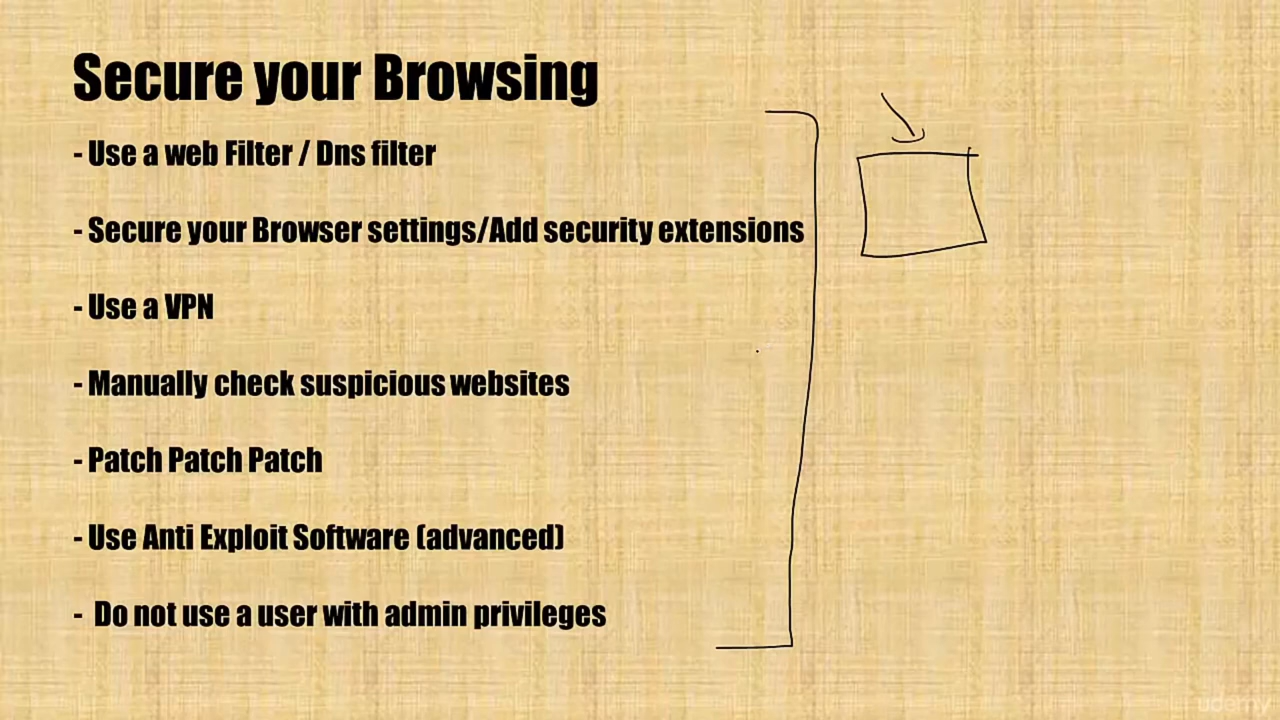 Secure your Browsing
- Use a web Filter / Dns filter
- Secure your Browser settings/Add security extensions
- Use a VPN
- Manually check suspicious websites
- Patch Patch Patch
- Use Anti Exploit Software (advanced)
- Do not use a user with admin privileges
udemy